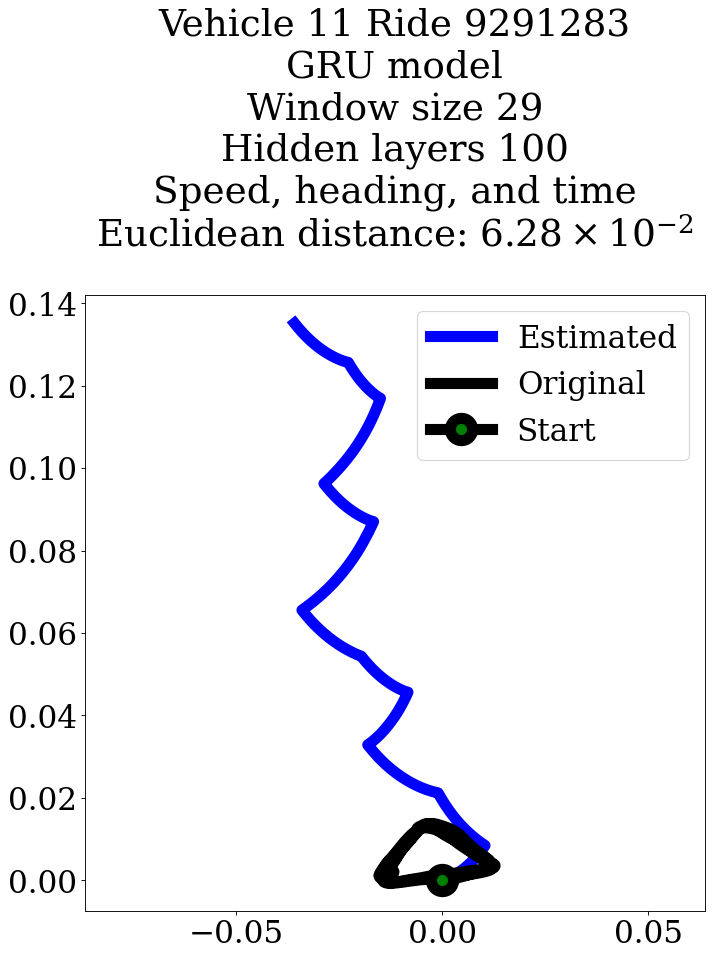 Vehicle 11 Ride 9291283
GRU model
Window size 29
Hidden layers 100
Speed, heading, and time
Euclidean distance: 6.28 × 10⁻²
0.14
0.12
0.10
0.08
0.06
0.04
0.02
0.00
Estimated
Original
Start
−0.05
0.00
0.05